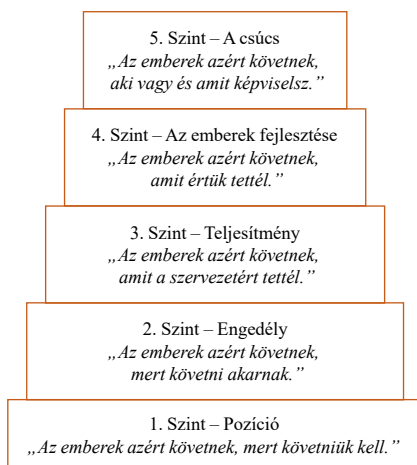 5. Szint – A csúcs
„Az emberek azért követnek,
aki vagy és amit képviselsz.”
4. Szint – Az emberek fejlesztése
„Az emberek azért követnek,
amit értük tettél.”
3. Szint – Teljesítmény
„Az emberek azért követnek,
amit a szervezetért tettél.”
2. Szint – Engedély
„Az emberek azért követnek,
mert követni akarnak.”
1. Szint – Pozíció
„Az emberek azért követnek, mert követniük kell.”